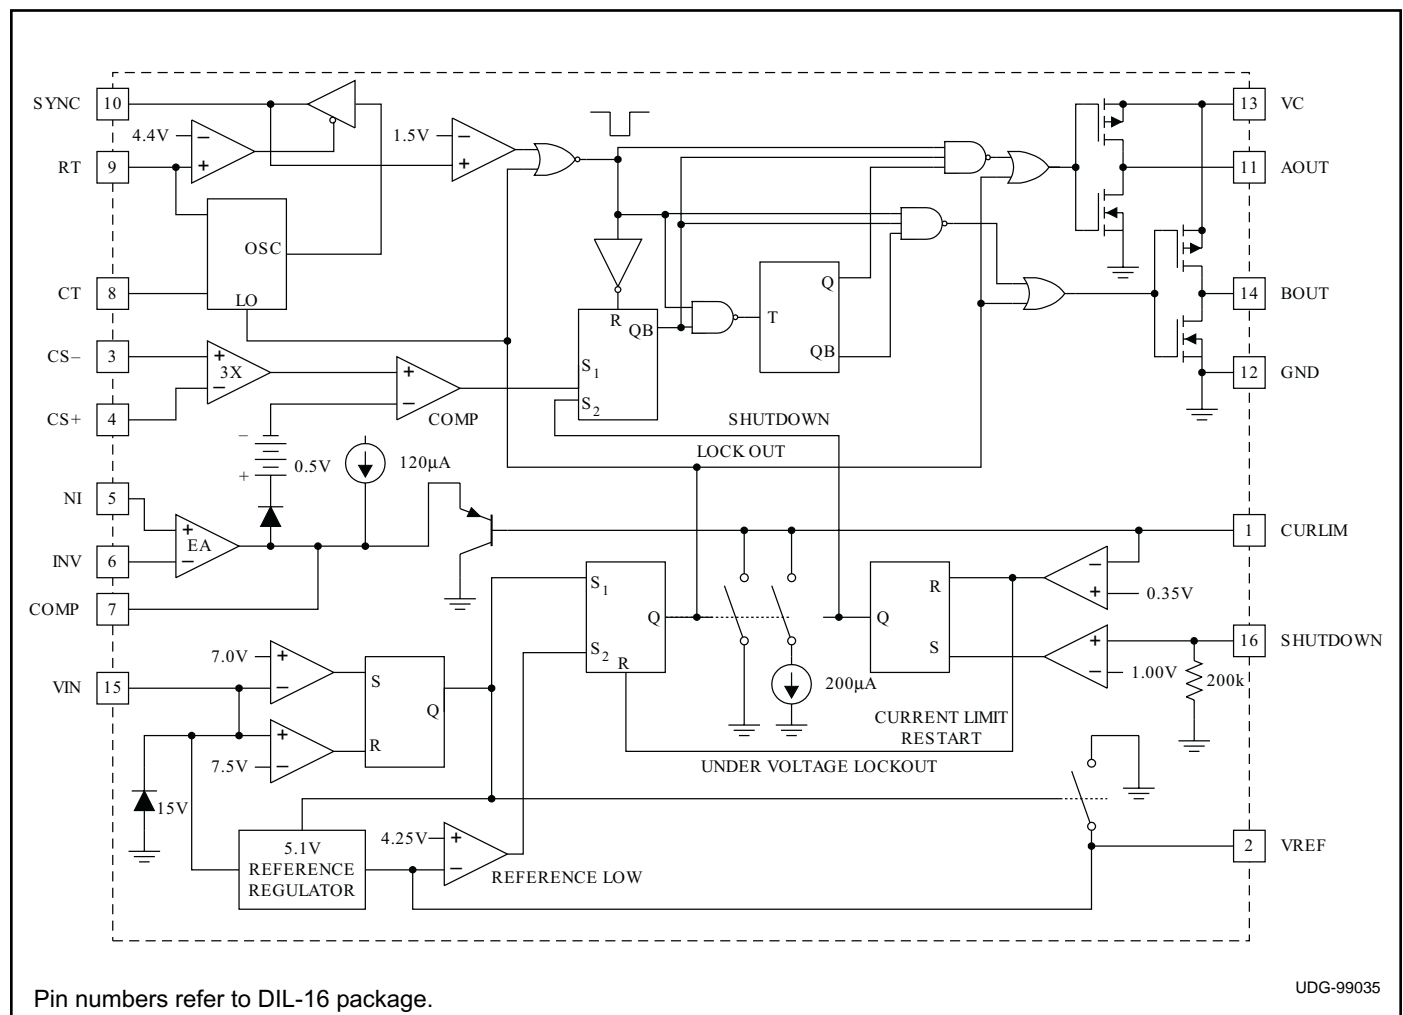 SYNC 10
4.4V
1.5V
13 VC
RT 9
11 AOUT
OSC
CT 8
LO
Q
T
QB
14 BOUT
R
QB
S1
S2
CS– 3
3X
12 GND
CS+ 4
COMP
SHUTDOWN
LOCK OUT
0.5V
120µA
NI 5
EA
INV 6
1 CURLIM
COMP 7
S1
Q
S2
R
R
Q
S
0.35V
16 SHUTDOWN
1.00V
200k
7.0V
VIN 15
S
Q
R
7.5V
200µA
CURRENT LIMIT
RESTART
UNDER VOLTAGE LOCKOUT
15V
5.1V
REFERENCE
REGULATOR
4.25V
REFERENCE LOW
2 VREF
Pin numbers refer to DIL-16 package.
UDG-99035